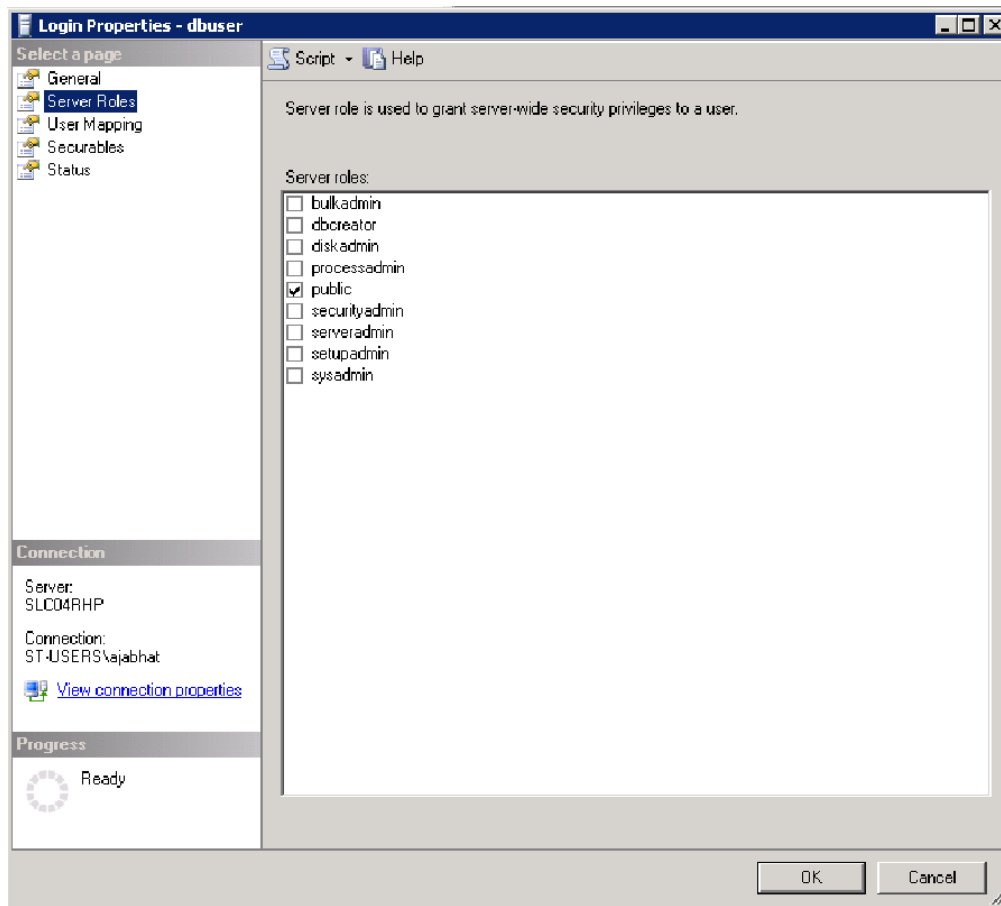 Login Properties - dbuser
Select a page
General
Server Roles
User Mapping
Securables
Status
Script
Help
Server role is used to grant server-wide security privileges to a user.
Server roles:
bulkadmin
dbcreator
diskadmin
processadmin
public
securityadmin
serveradmin
setupadmin
sysadmin
Connection
Server:
SLC04RHP
Connection:
ST-USERS\ajabhat
View connection properties
Progress
Ready
OK
Cancel